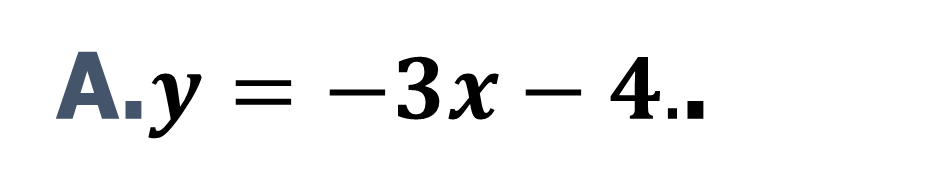 A. y = −3x − 4..